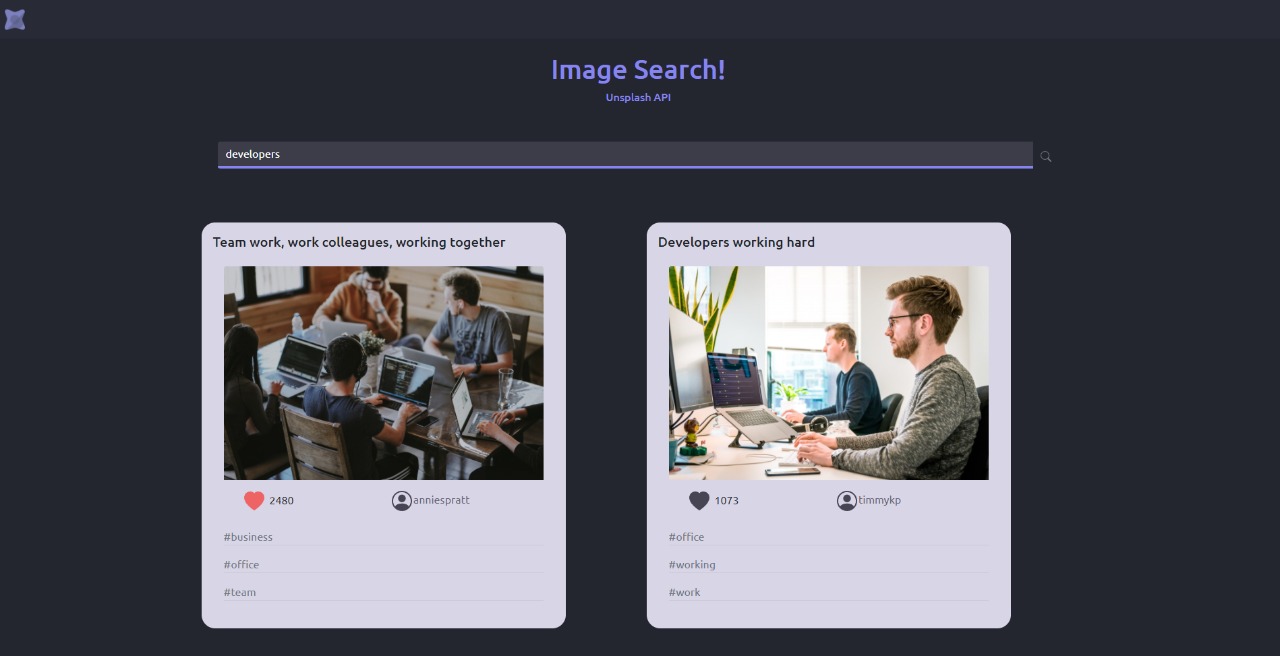 Image Search!
Unsplash API
developers
Team work, work colleagues, working together
2480 anniespratt
#business
#office
#team
Developers working hard
1073 timmykp
#office
#working
#work